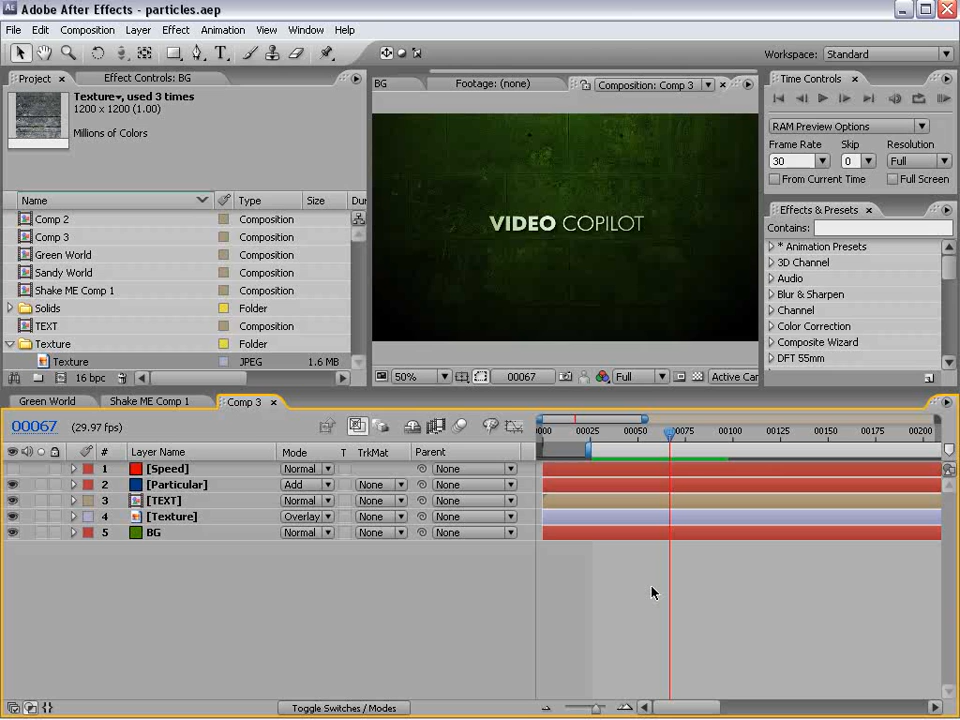 Adobe After Effects - particles.aep
File Edit Composition Layer Effect Animation View Window Help
Workspace: Standard
Project Effect Controls: BG
BG Footage: (none) Composition: Comp 3
Time Controls
Texture, used 3 times
1200 x 1200 (1.00)
Millions of Colors
RAM Preview Options
Frame Rate Skip Resolution
30 0 Full
From Current Time Full Screen
Name Type Size Dur
Comp 2 Composition
Comp 3 Composition
Green World Composition
Sandy World Composition
Shake ME Comp 1 Composition
Solids Folder
TEXT Composition
Texture Folder
Texture JPEG 1.6 MB
16 bpc
VIDEO COPILOT
50% 00067 Full Active Car
Effects & Presets
Contains:
* Animation Presets
3D Channel
Audio
Blur & Sharpen
Channel
Color Correction
Composite Wizard
DFT 55mm
Green World Shake ME Comp 1 Comp 3
00067 (29.97 fps)
0000 00025 00050 00075 00100 00125 00150 00175 00200
# Layer Name Mode T TrkMat Parent
1 [Speed] Normal None
2 [Particular] Add None None
3 [TEXT] Normal None None
4 [Texture] Overlay None None
5 BG Normal None None
Toggle Switches / Modes